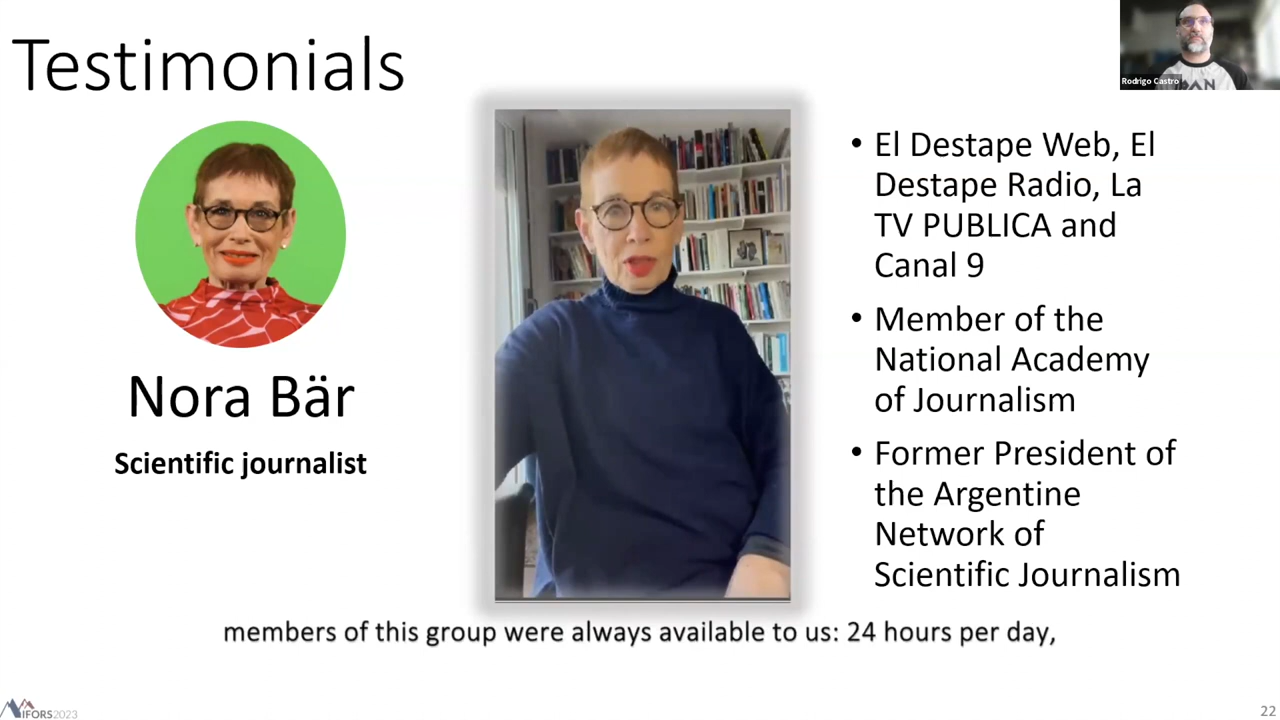 Testimonials
Rodrigo Castro
Nora Bär
Scientific journalist
• El Destape Web, El
Destape Radio, La
TV PUBLICA and
Canal 9
• Member of the
National Academy
of Journalism
• Former President of
the Argentine
Network of
Scientific Journalism
members of this group were always available to us: 24 hours per day,
IFORS2023
22